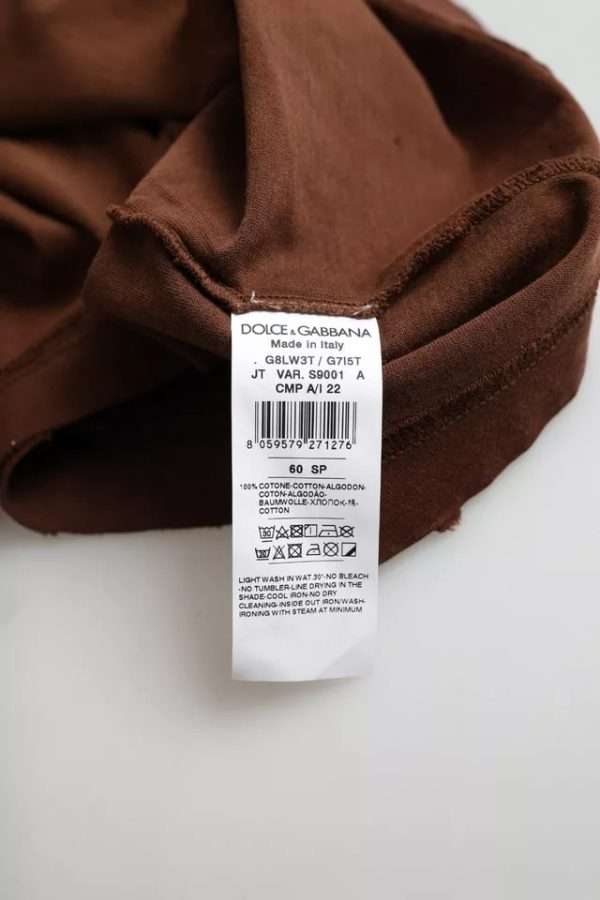 DOLCE & GABBANA
Made in Italy
. G8LW3T / G7I5T
JT VAR. S9001 A
CMP A/I 22
8 059579 271276
60 SP
100% COTONE-COTTON-ALGODON-
COTON-ALGODÃO-
BAUMWOLLE-ХЛОПОК-棉-
COTTON
LIGHT WASH IN WAT.30°-NO BLEACH
-NO TUMBLER-LINE DRYING IN THE
SHADE-COOL IRON-NO DRY
CLEANING-INSIDE OUT IRON/WASH-
IRONING WITH STEAM AT MINIMUM